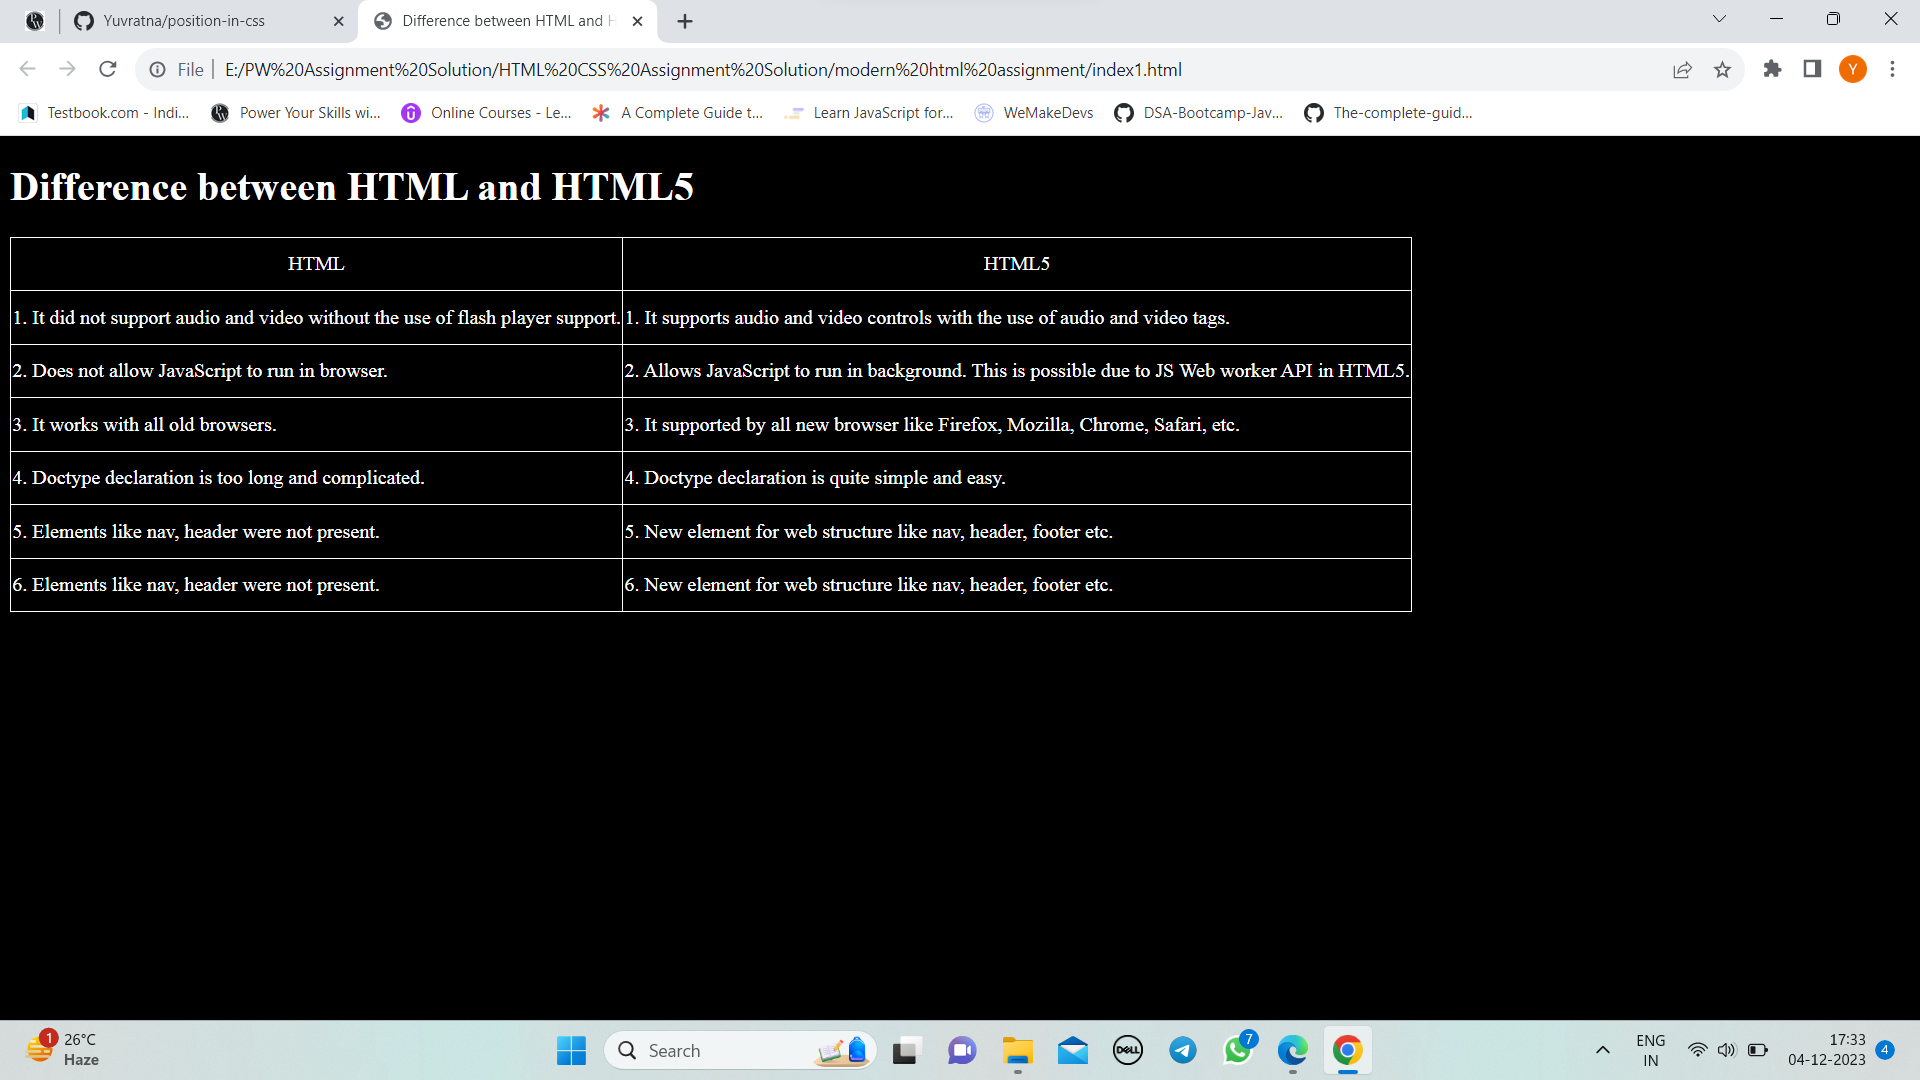 Yuvratna/position-in-css
Difference between HTML and H
File
E:/PW%20Assignment%20Solution/HTML%20CSS%20Assignment%20Solution/modern%20html%20assignment/index1.html
Y
Testbook.com - Indi...
Power Your Skills wi...
Online Courses - Le...
A Complete Guide t...
Learn JavaScript for...
WeMakeDevs
DSA-Bootcamp-Jav...
The-complete-guid...
Difference between HTML and HTML5
HTML
HTML5
1. It did not support audio and video without the use of flash player support.
1. It supports audio and video controls with the use of audio and video tags.
2. Does not allow JavaScript to run in browser.
2. Allows JavaScript to run in background. This is possible due to JS Web worker API in HTML5.
3. It works with all old browsers.
3. It supported by all new browser like Firefox, Mozilla, Chrome, Safari, etc.
4. Doctype declaration is too long and complicated.
4. Doctype declaration is quite simple and easy.
5. Elements like nav, header were not present.
5. New element for web structure like nav, header, footer etc.
6. Elements like nav, header were not present.
6. New element for web structure like nav, header, footer etc.
1
26°C
Haze
Search
DELL
7
ENG
IN
17:33
04-12-2023
4